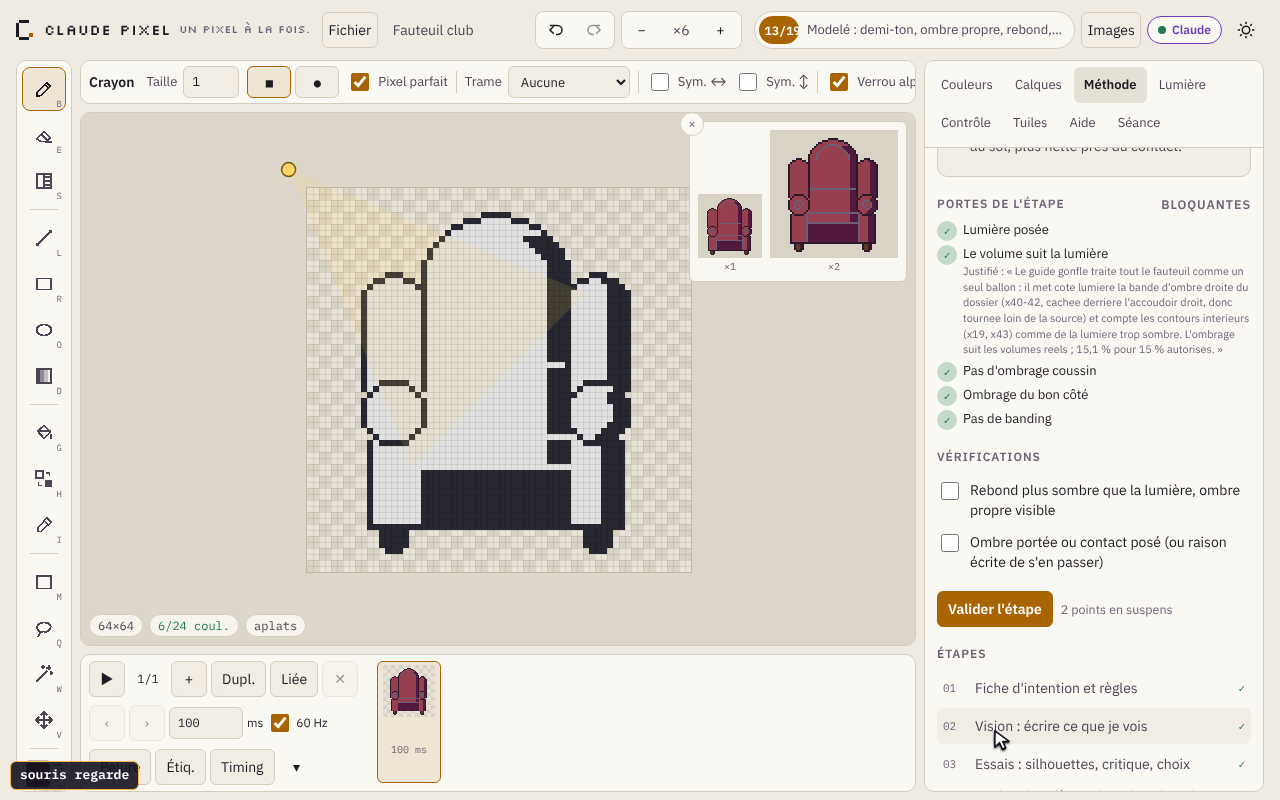 CLAUDE PIXEL UN PIXEL À LA FOIS. Fichier Fauteuil club − ×6 + 13/19 Modelé : demi-ton, ombre propre, rebond,… Images Claude
Crayon Taille 1 Pixel parfait Trame Aucune Sym. ↔ Sym. ↕ Verrou alp
B
E
S
L
R
O
D
G
H
I
M
Q
W
V
×
×1
×2
64×64 6/24 coul. aplats
1/1 + Dupl. Liée ✕
‹ › 100 ms 60 Hz
Étiq. Timing ▼
100 ms
souris regarde
Couleurs Calques Méthode Lumière
Contrôle Tuiles Aide Séance
au sol, plus nette près du contact.
PORTES DE L'ÉTAPE BLOQUANTES
✓ Lumière posée
✓ Le volume suit la lumière
Justifié : « Le guide gonfle traite tout le fauteuil comme un
seul ballon : il met cote lumiere la bande d'ombre droite du
dossier (x40-42, cachee derriere l'accoudoir droit, donc
tournee loin de la source) et compte les contours interieurs
(x19, x43) comme de la lumiere trop sombre. L'ombrage
suit les volumes reels ; 15,1 % pour 15 % autorises. »
✓ Pas d'ombrage coussin
✓ Ombrage du bon côté
✓ Pas de banding
VÉRIFICATIONS
Rebond plus sombre que la lumière, ombre
propre visible
Ombre portée ou contact posé (ou raison
écrite de s'en passer)
Valider l'étape 2 points en suspens
ÉTAPES
01 Fiche d'intention et règles ✓
02 Vision : écrire ce que je vois ✓
03 Essais : silhouettes, critique, choix ✓